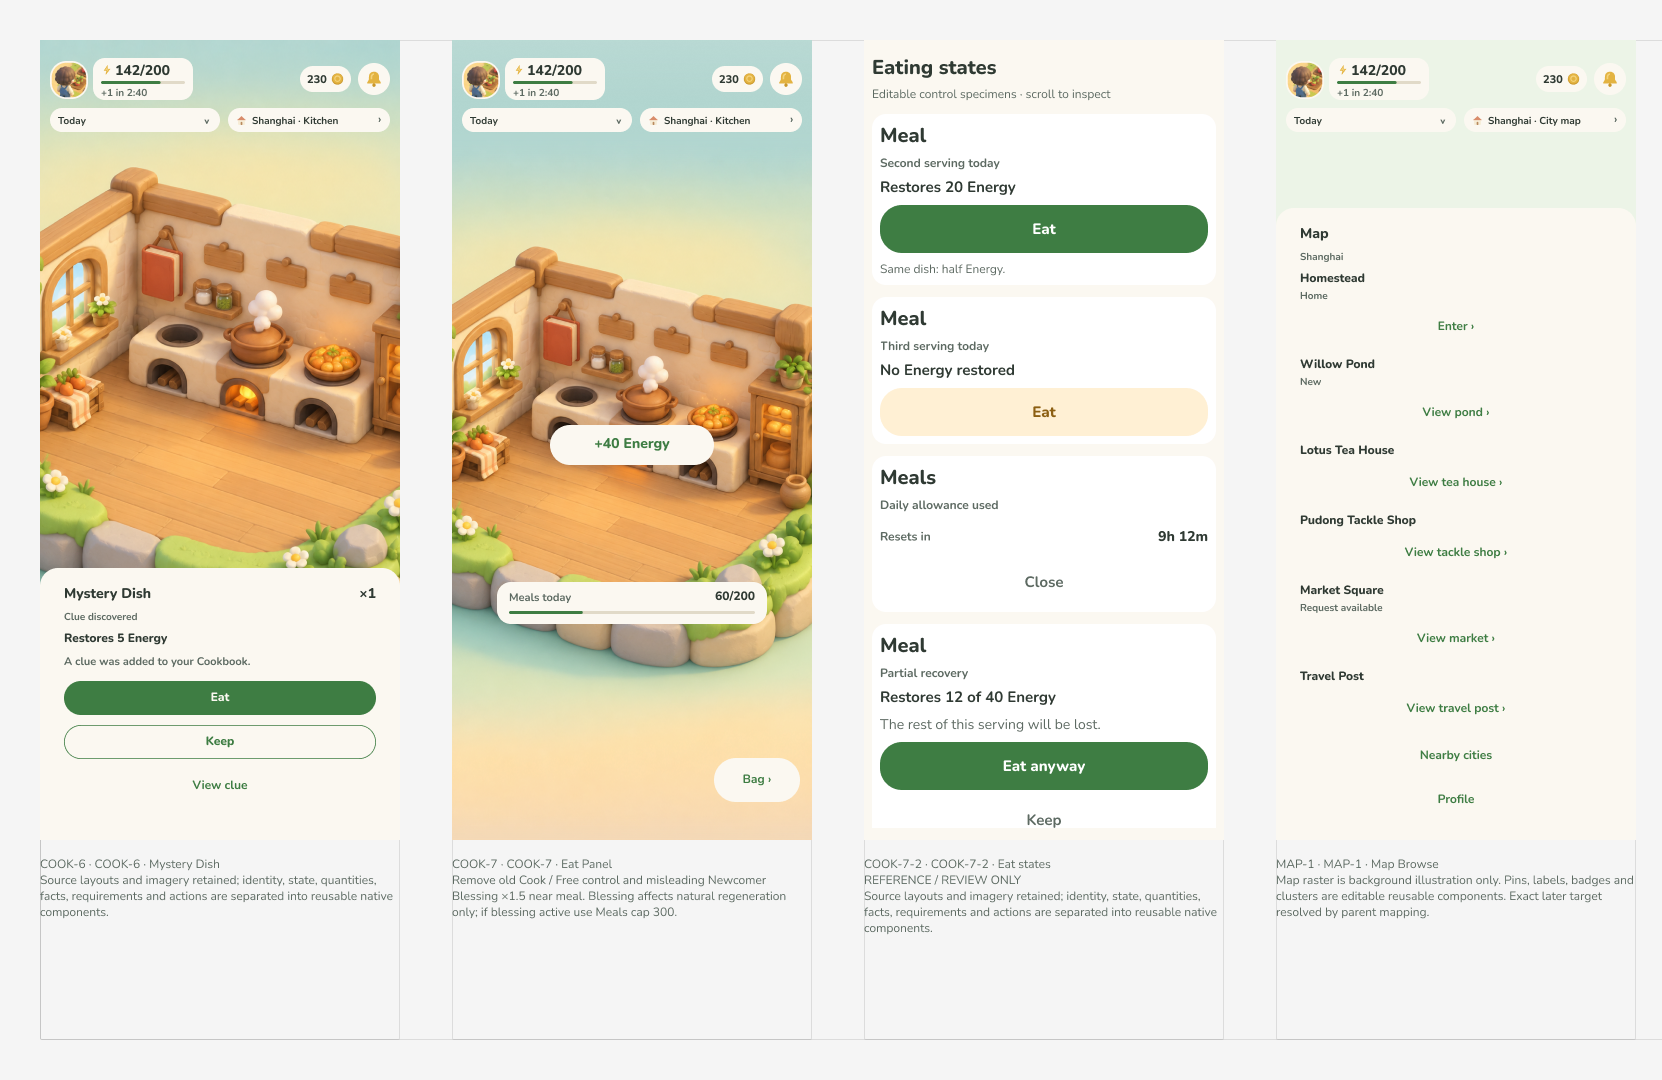 142/200
+1 in 2:40
230
Today
Shanghai · Kitchen ›
Mystery Dish ×1
Clue discovered
Restores 5 Energy
A clue was added to your Cookbook.
Eat
Keep
View clue
COOK-6 · COOK-6 · Mystery Dish
Source layouts and imagery retained; identity, state, quantities,
facts, requirements and actions are separated into reusable native
components.
142/200
+1 in 2:40
230
Today
Shanghai · Kitchen ›
+40 Energy
Meals today 60/200
Bag ›
COOK-7 · COOK-7 · Eat Panel
Remove old Cook / Free control and misleading Newcomer
Blessing ×1.5 near meal. Blessing affects natural regeneration
only; if blessing active use Meals cap 300.
Eating states
Editable control specimens · scroll to inspect
Meal
Second serving today
Restores 20 Energy
Eat
Same dish: half Energy.
Meal
Third serving today
No Energy restored
Eat
Meals
Daily allowance used
Resets in 9h 12m
Close
Meal
Partial recovery
Restores 12 of 40 Energy
The rest of this serving will be lost.
Eat anyway
Keep
COOK-7-2 · COOK-7-2 · Eat states
REFERENCE / REVIEW ONLY
Source layouts and imagery retained; identity, state, quantities,
facts, requirements and actions are separated into reusable native
components.
142/200
+1 in 2:40
230
Today
Shanghai · City map ›
Map
Shanghai
Homestead
Home
Enter ›
Willow Pond
New
View pond ›
Lotus Tea House
View tea house ›
Pudong Tackle Shop
View tackle shop ›
Market Square
Request available
View market ›
Travel Post
View travel post ›
Nearby cities
Profile
MAP-1 · MAP-1 · Map Browse
Map raster is background illustration only. Pins, labels, badges and
clusters are editable reusable components. Exact later target
resolved by parent mapping.